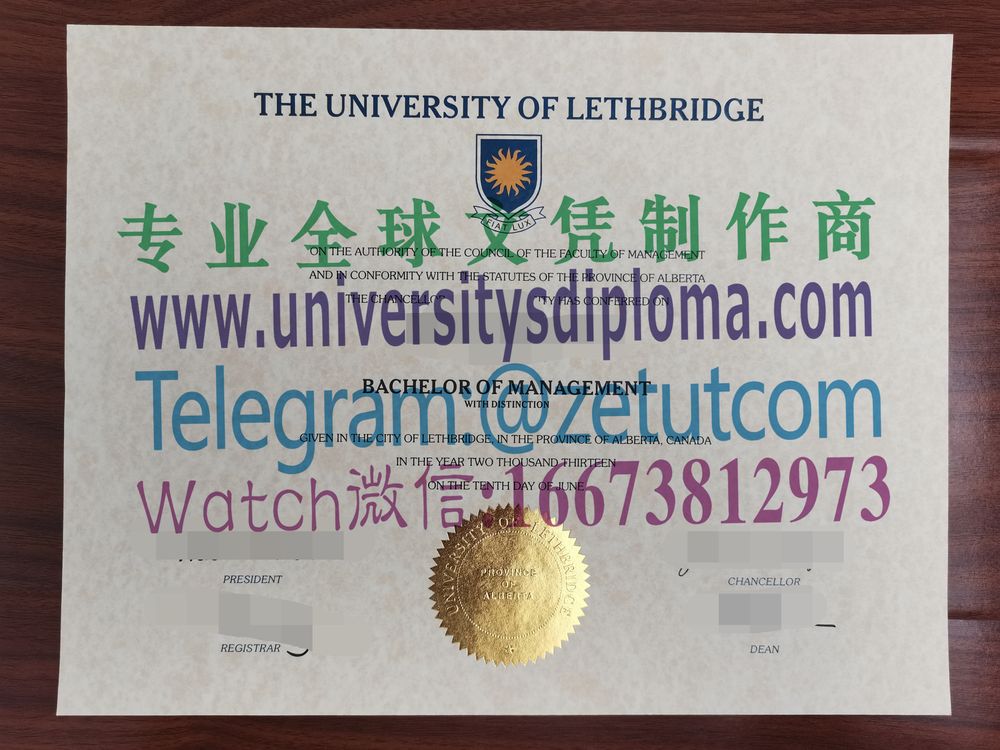 THE UNIVERSITY OF LETHBRIDGE
FIAT LUX
专业全球文凭制作商
ON THE AUTHORITY OF THE COUNCIL OF THE FACULTY OF MANAGEMENT
AND IN CONFORMITY WITH THE STATUTES OF THE PROVINCE OF ALBERTA
THE CHANCELLOR TY HAS CONFERRED ON
www.universitysdiploma.com
BACHELOR OF MANAGEMENT
WITH DISTINCTION
Telegram:@zetutcom
GIVEN IN THE CITY OF LETHBRIDGE, IN THE PROVINCE OF ALBERTA, CANADA
IN THE YEAR TWO THOUSAND THIRTEEN
ON THE TENTH DAY OF JUNE
Watch微信:16673812973
UNIVERSITY OF LETHBRIDGE
PROVINCE
OF
ALBERTA
PRESIDENT
CHANCELLOR
REGISTRAR
DEAN